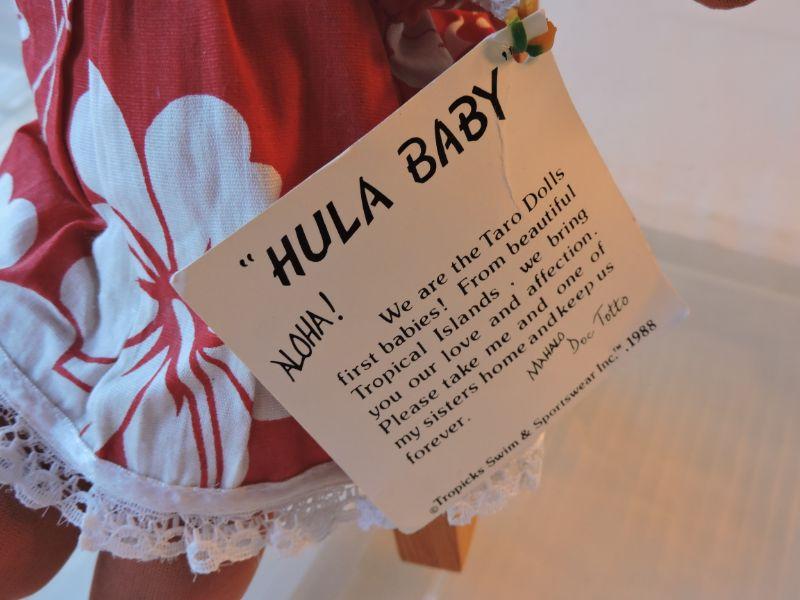 "HULA BABY"
ALOHA!
We are the Taro Dolls
first babies! From beautiful
Tropical Islands, we bring
you our love and affection.
Please take me and one of
my sisters home and keep us
forever.
MAHALO
Doc Totto
©Tropicks Swim & Sportswear Inc.™, 1988